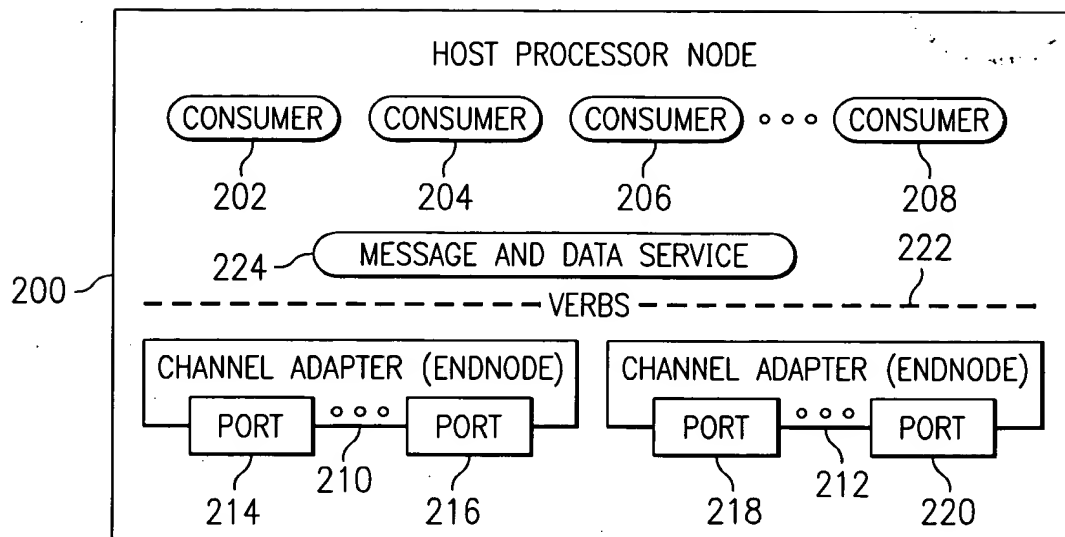 HOST PROCESSOR NODE
CONSUMER CONSUMER CONSUMER CONSUMER
202 204 206 208
MESSAGE AND DATA SERVICE
224 222
200
VERBS
CHANNEL ADAPTER (ENDNODE) CHANNEL ADAPTER (ENDNODE)
PORT PORT PORT PORT
214 210 216 218 212 220